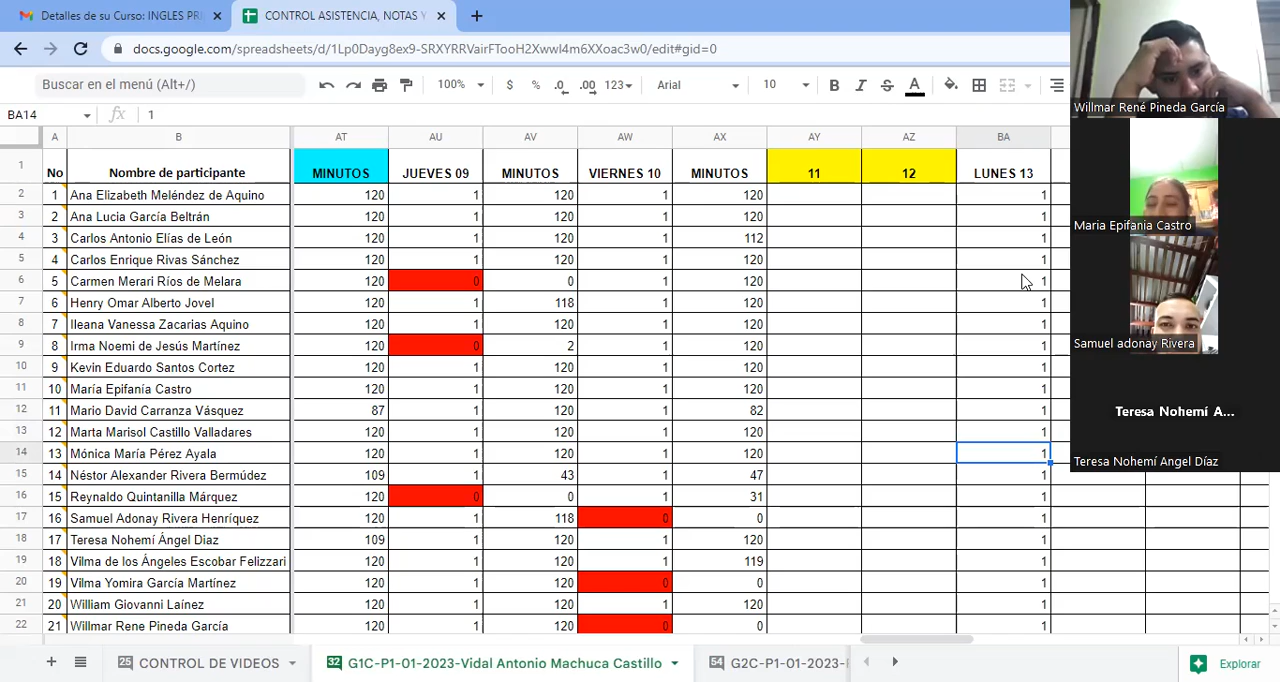 Detalles de su Curso: INGLES PRI
CONTROL ASISTENCIA, NOTAS Y
docs.google.com/spreadsheets/d/1Lp0Dayg8ex9-SRXYRRVairFTooH2XwwI4m6XXoac3w0/edit#gid=0
Buscar en el menú (Alt+/) 100% $ % .0 .00 123 Arial 10 B I S A
BA14 fx 1
A B AT AU AV AW AX AY AZ BA
1 No Nombre de participante MINUTOS JUEVES 09 MINUTOS VIERNES 10 MINUTOS 11 12 LUNES 13
2 1 Ana Elizabeth Meléndez de Aquino 120 1 120 1 120 1
3 2 Ana Lucia García Beltrán 120 1 120 1 120 1
4 3 Carlos Antonio Elías de León 120 1 120 1 112 1
5 4 Carlos Enrique Rivas Sánchez 120 1 120 1 120 1
6 5 Carmen Merari Ríos de Melara 120 0 0 1 120 1
7 6 Henry Omar Alberto Jovel 120 1 118 1 120 1
8 7 Ileana Vanessa Zacarias Aquino 120 1 120 1 120 1
9 8 Irma Noemi de Jesús Martínez 120 0 2 1 120 1
10 9 Kevin Eduardo Santos Cortez 120 1 120 1 120 1
11 10 María Epifanía Castro 120 1 120 1 120 1
12 11 Mario David Carranza Vásquez 87 1 120 1 82 1
13 12 Marta Marisol Castillo Valladares 120 1 120 1 120 1
14 13 Mónica María Pérez Ayala 120 1 120 1 120 1
15 14 Néstor Alexander Rivera Bermúdez 109 1 43 1 47 1
16 15 Reynaldo Quintanilla Márquez 120 0 0 1 31 1
17 16 Samuel Adonay Rivera Henríquez 120 1 118 0 0 1
18 17 Teresa Nohemí Ángel Diaz 109 1 120 1 120 1
19 18 Vilma de los Ángeles Escobar Felizzari 120 1 120 1 119 1
20 19 Vilma Yomira García Martínez 120 1 120 0 0 1
21 20 William Giovanni Laínez 120 1 120 1 120 1
22 21 Willmar Rene Pineda García 120 1 120 0 0 1
25 CONTROL DE VIDEOS 32 G1C-P1-01-2023-Vidal Antonio Machuca Castillo 54 G2C-P1-01-2023- Explorar
Willmar René Pineda García
Maria Epifania Castro
Samuel adonay Rivera
Teresa Nohemí A...
Teresa Nohemí Angel Díaz